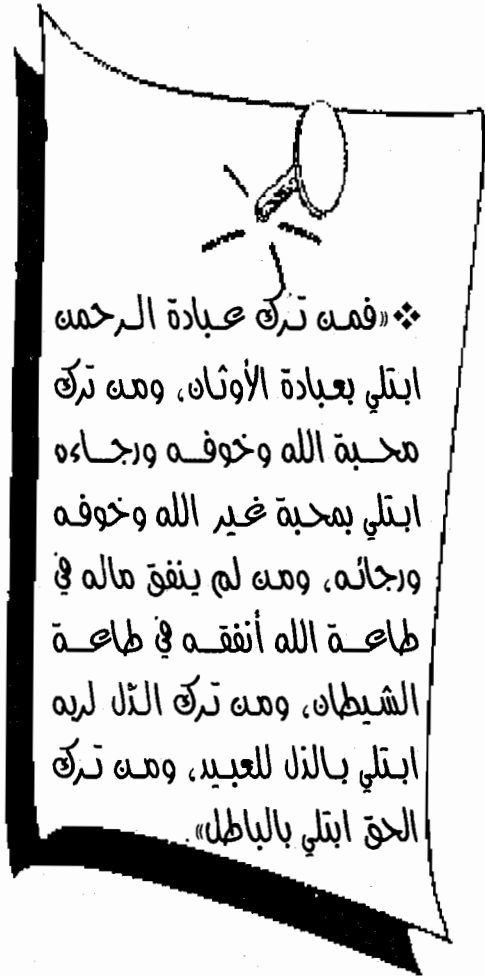 ❖ «فمن ترك عبادة الرحمن
ابتلي بعبادة الأوثان، ومن ترك
محبة الله وخوفه ورجاءه
ابتلي بمحبة غير الله وخوفه
ورجائه، ومن لم ينفق ماله في
طاعة الله أنفقه في طاعة
الشيطان، ومن ترك الذل لربه
ابتلي بالذل للعبيد، ومن ترك
الحق ابتلي بالباطل».